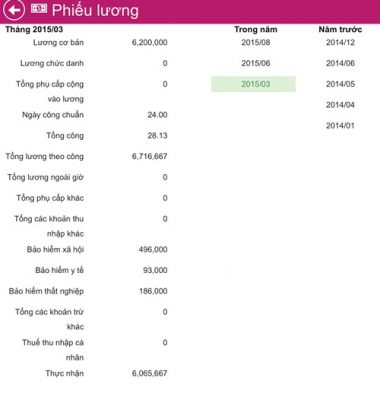 Phiếu lương
Tháng 2015/03 Trong năm Năm trước
Lương cơ bản 6,200,000 2015/08 2014/12
Lương chức danh 0 2015/06 2014/06
Tổng phụ cấp cộng 0 2015/03 2014/05
vào lương 2014/04
Ngày công chuẩn 24.00
Tổng công 28.13 2014/01
Tổng lương theo công 6,716,667
Tổng lương ngoài giờ 0
Tổng phụ cấp khác 0
Tổng các khoản thu 0
nhập khác
Bảo hiểm xã hội 496,000
Bảo hiểm y tế 93,000
Bảo hiểm thất nghiệp 186,000
Tổng các khoản trừ 0
khác
Thuế thu nhập cá 0
nhân
Thực nhận 6,065,667